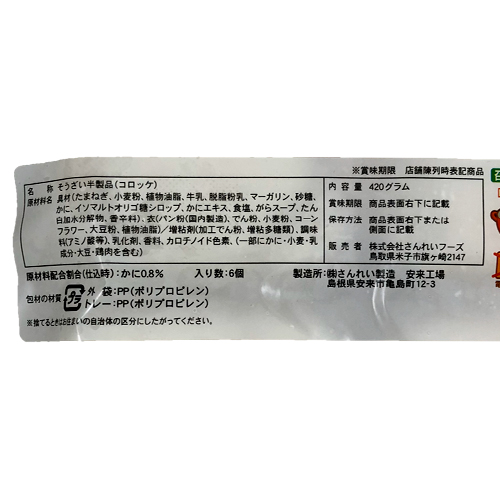 ※賞味期限 店舗陳列時表記商品
名称 そうざい半製品(コロッケ)
原材料名 具材(たまねぎ、小麦粉、植物油脂、牛乳、脱脂粉乳、マーガリン、砂糖、
かに、イソマルトオリゴ糖シロップ、かにエキス、食塩、がらスープ、たん
白加水分解物、香辛料)、衣(パン粉(国内製造)、でん粉、小麦粉、コーン
フラワー、大豆粉、植物油脂)/増粘剤(加工でん粉、増粘多糖類)、調味
料(アミノ酸等)、乳化剤、香料、カロチノイド色素、(一部にかに・小麦・乳
成分・大豆・鶏肉を含む)
内容量 420グラム
賞味期限 商品表面右下に記載
保存方法 商品表面右下または
側面に記載
販売者 株式会社さんれいフーズ
鳥取県米子市旗ヶ崎2147
原材料配合割合(仕込時):かに0.8% 入り数:6個
製造所:㈱さんれい製造 安来工場
島根県安来市亀島町12-3
包材の材質 プラ 外袋:PP(ポリプロピレン)
トレー:PP(ポリプロピレン)
※捨てるときはお住まいの自治体の区分にしたがってください。